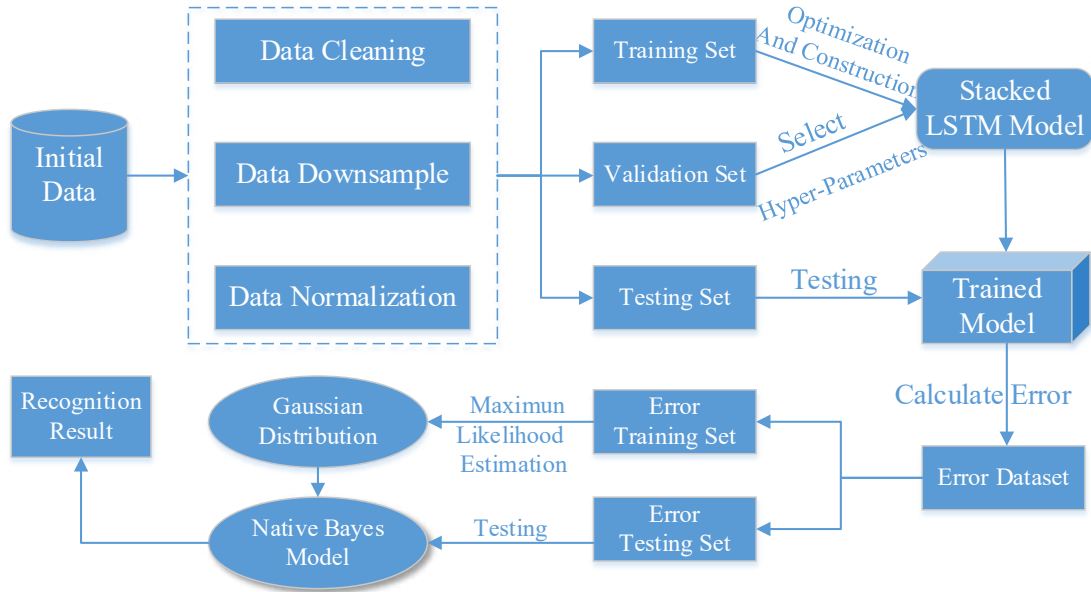 Initial
Data
Data Cleaning
Data Downsample
Data Normalization
Training Set
Validation Set
Testing Set
Optimization
And Construction
Select
Hyper-Parameters
Testing
Stacked
LSTM Model
Trained
Model
Calculate Error
Error Dataset
Error
Training Set
Error
Testing Set
Maximun
Likelihood
Estimation
Testing
Gaussian
Distribution
Native Bayes
Model
Recognition
Result